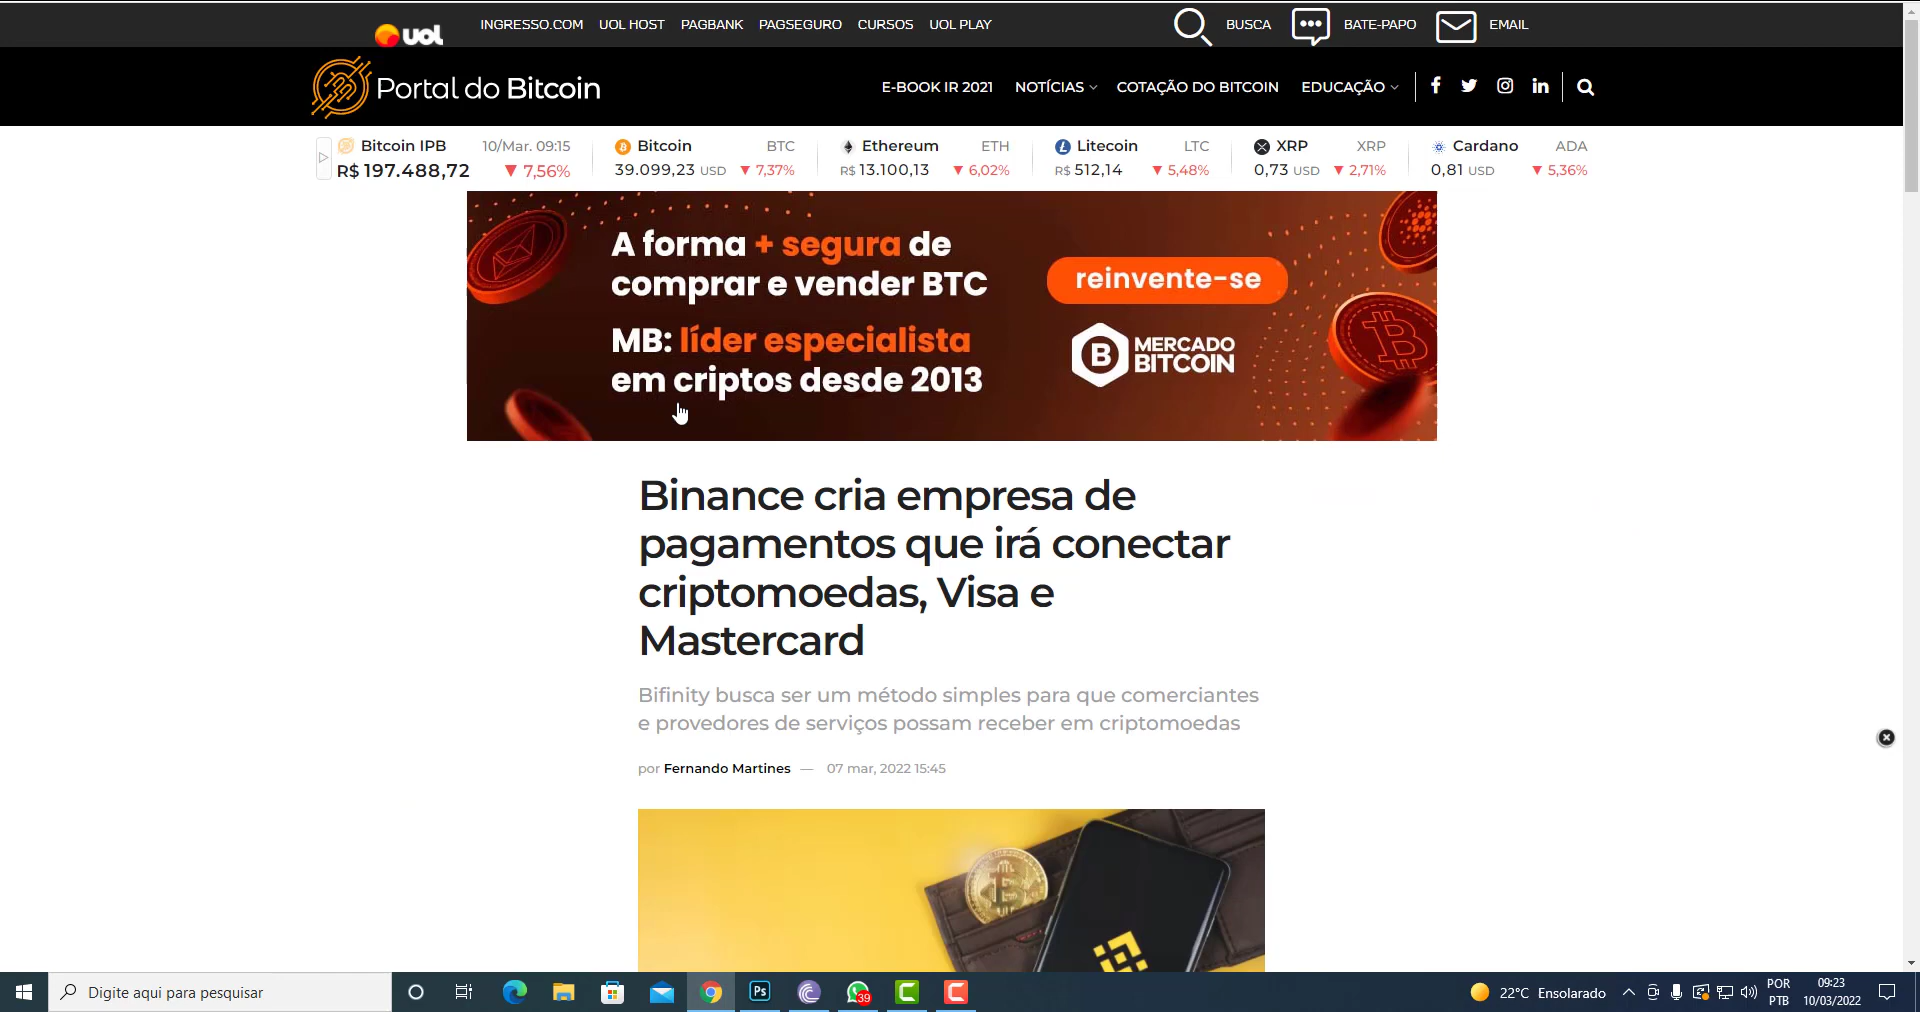 uol INGRESSO.COM UOL HOST PAGBANK PAGSEGURO CURSOS UOL PLAY BUSCA BATE-PAPO EMAIL
Portal do Bitcoin E-BOOK IR 2021 NOTÍCIAS COTAÇÃO DO BITCOIN EDUCAÇÃO
Bitcoin IPB 10/Mar. 09:15 Bitcoin BTC Ethereum ETH Litecoin LTC XRP XRP Cardano ADA
R$ 197.488,72 ▼ 7,56% 39.099,23 USD ▼ 7,37% R$ 13.100,13 ▼ 6,02% R$ 512,14 ▼ 5,48% 0,73 USD ▼ 2,71% 0,81 USD ▼ 5,36%
A forma + segura de
comprar e vender BTC
reinvente-se
MB: líder especialista
em criptos desde 2013
MERCADO
BITCOIN
Binance cria empresa de
pagamentos que irá conectar
criptomoedas, Visa e
Mastercard
Bifinity busca ser um método simples para que comerciantes
e provedores de serviços possam receber em criptomoedas
por Fernando Martines — 07 mar, 2022 15:45
Digite aqui para pesquisar
Ps
39
22°C Ensolarado
POR
PTB
09:23
10/03/2022